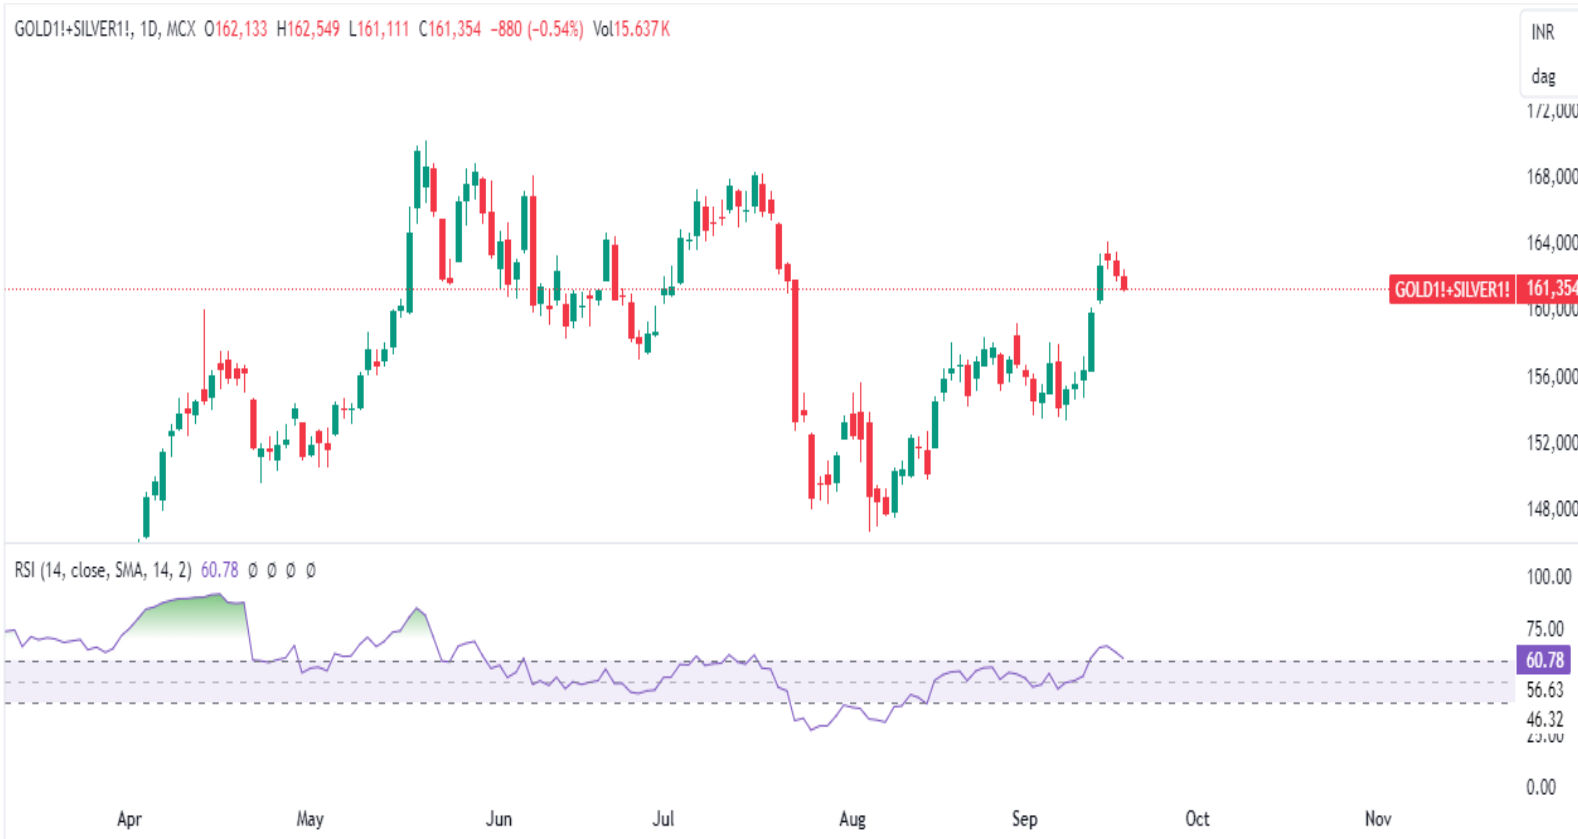 GOLD1!+SILVER1!, 1D, MCX O162,133 H162,549 L161,111 C161,354 −880 (−0.54%) Vol15.637K
INR
dag
172,000
168,000
164,000
GOLD1!+SILVER1! 161,354
160,000
156,000
152,000
148,000
RSI (14, close, SMA, 14, 2) 60.78 Ø Ø Ø Ø
100.00
75.00
60.78
56.63
46.32
25.00
0.00
Apr May Jun Jul Aug Sep Oct Nov